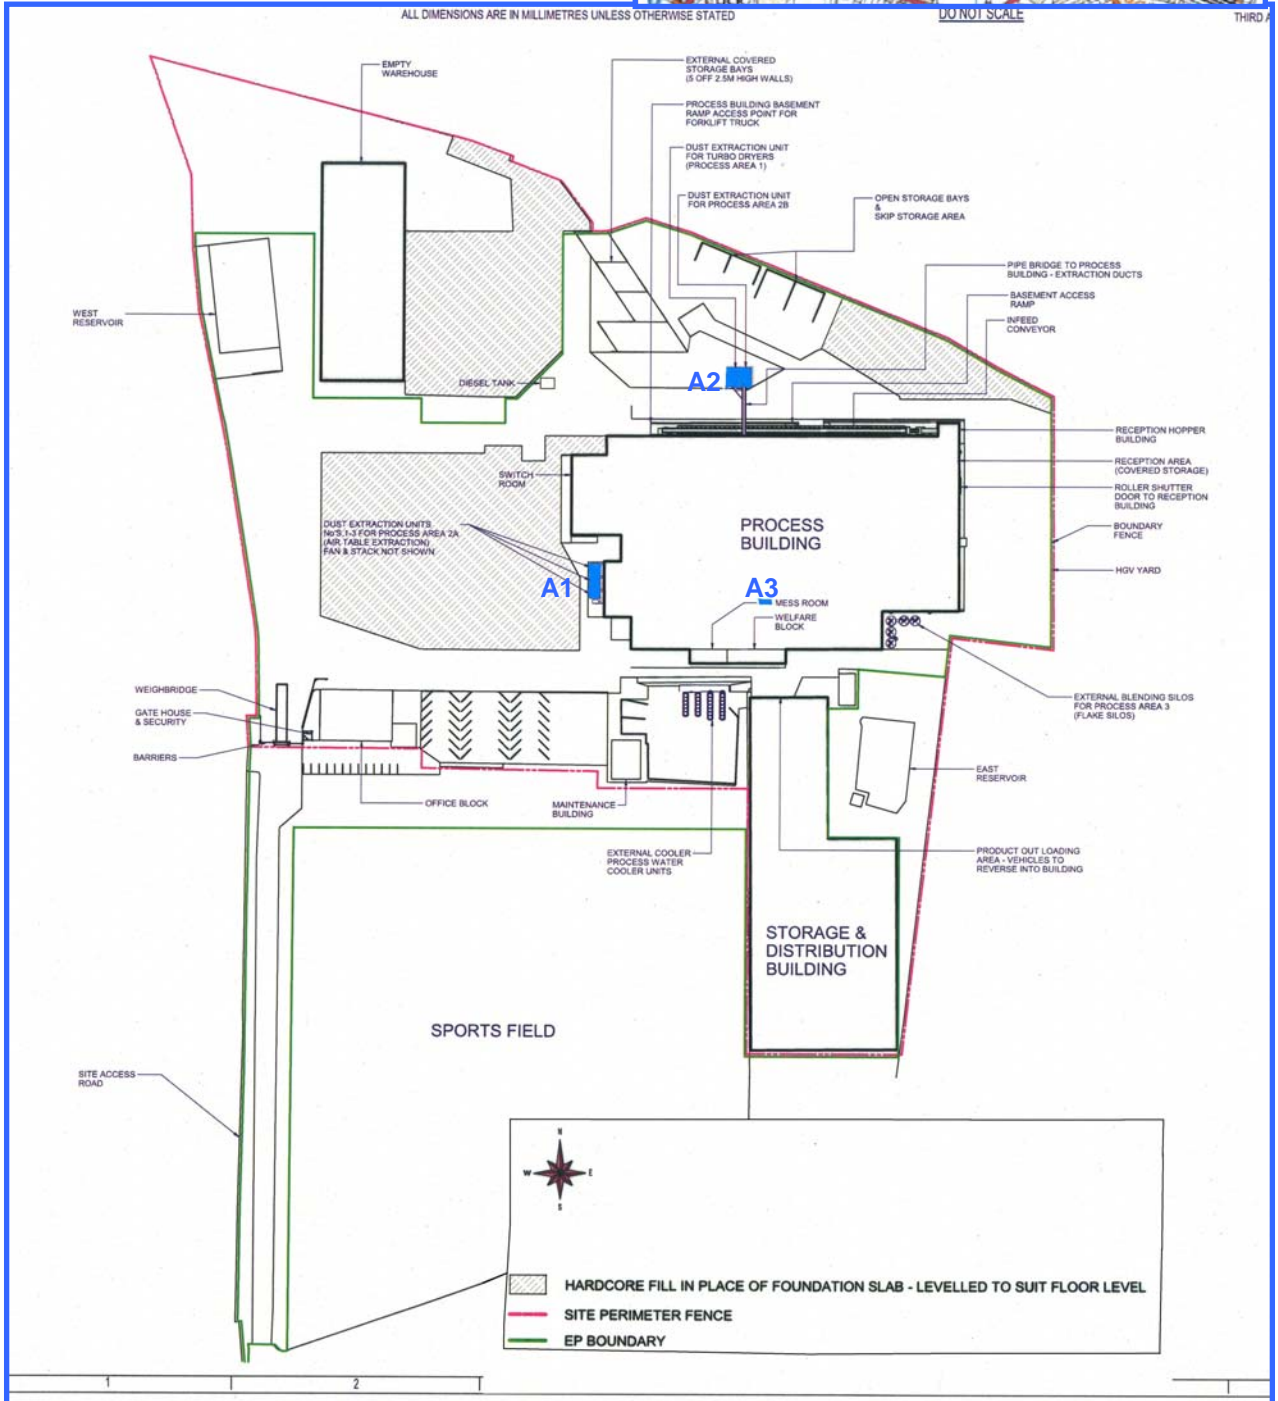 ALL DIMENSIONS ARE IN MILLIMETRES UNLESS OTHERWISE STATED
DO NOT SCALE
THIRD
EMPTY
WAREHOUSE
EXTERNAL COVERED
STORAGE BAYS
(5 OFF 2.5M HIGH WALLS)
PROCESS BUILDING BASEMENT
RAMP ACCESS POINT FOR
FORKLIFT TRUCK
DUST EXTRACTION UNIT
FOR TURBO DRYERS
(PROCESS AREA 1)
DUST EXTRACTION UNIT
FOR PROCESS AREA 2B
OPEN STORAGE BAYS
&
SKIP STORAGE AREA
PIPE BRIDGE TO PROCESS
BUILDING - EXTRACTION DUCTS
BASEMENT ACCESS
RAMP
INFEED
CONVEYOR
WEST
RESERVOIR
DIESEL TANK
A2
RECEPTION HOPPER
BUILDING
RECEPTION AREA
(COVERED STORAGE)
ROLLER SHUTTER
DOOR TO RECEPTION
BUILDING
BOUNDARY
FENCE
HGV YARD
SWITCH
ROOM
DUST EXTRACTION UNITS
No'S.1-3 FOR PROCESS AREA 2A
(AIR TABLE EXTRACTION)
FAN & STACK NOT SHOWN
PROCESS
BUILDING
A1
A3
MESS ROOM
WELFARE
BLOCK
WEIGHBRIDGE
GATE HOUSE
& SECURITY
BARRIERS
EXTERNAL BLENDING SILOS
FOR PROCESS AREA 3
(FLAKE SILOS)
EAST
RESERVOIR
OFFICE BLOCK
MAINTENANCE
BUILDING
EXTERNAL COOLER
PROCESS WATER
COOLER UNITS
PRODUCT OUT LOADING
AREA - VEHICLES TO
REVERSE INTO BUILDING
STORAGE &
DISTRIBUTION
BUILDING
SPORTS FIELD
SITE ACCESS
ROAD
N
W
E
S
HARDCORE FILL IN PLACE OF FOUNDATION SLAB - LEVELLED TO SUIT FLOOR LEVEL
SITE PERIMETER FENCE
EP BOUNDARY
1
2